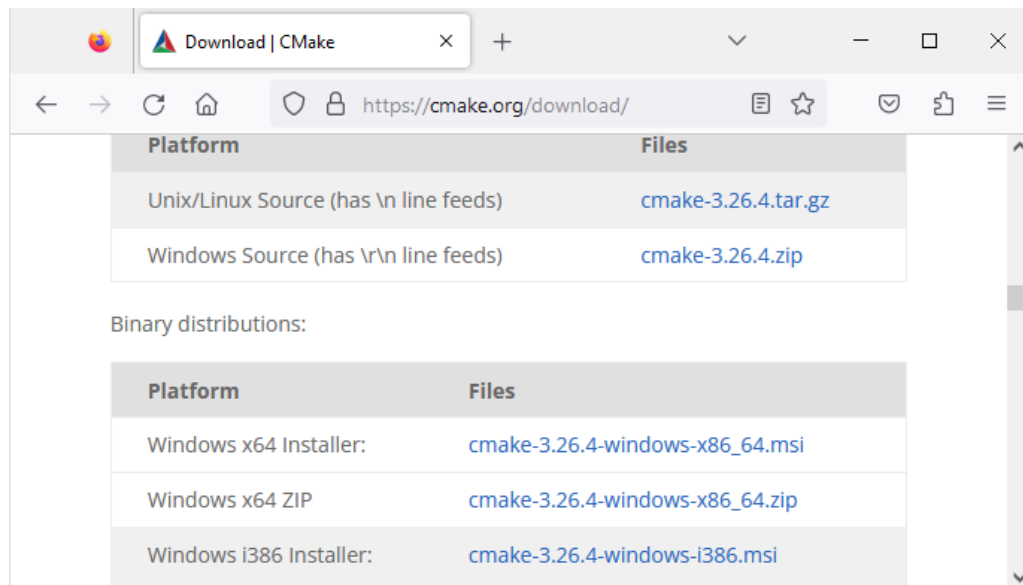 Download | CMake
https://cmake.org/download/
Platform Files
Unix/Linux Source (has \n line feeds) cmake-3.26.4.tar.gz
Windows Source (has \r\n line feeds) cmake-3.26.4.zip
Binary distributions:
Platform Files
Windows x64 Installer: cmake-3.26.4-windows-x86_64.msi
Windows x64 ZIP cmake-3.26.4-windows-x86_64.zip
Windows i386 Installer: cmake-3.26.4-windows-i386.msi